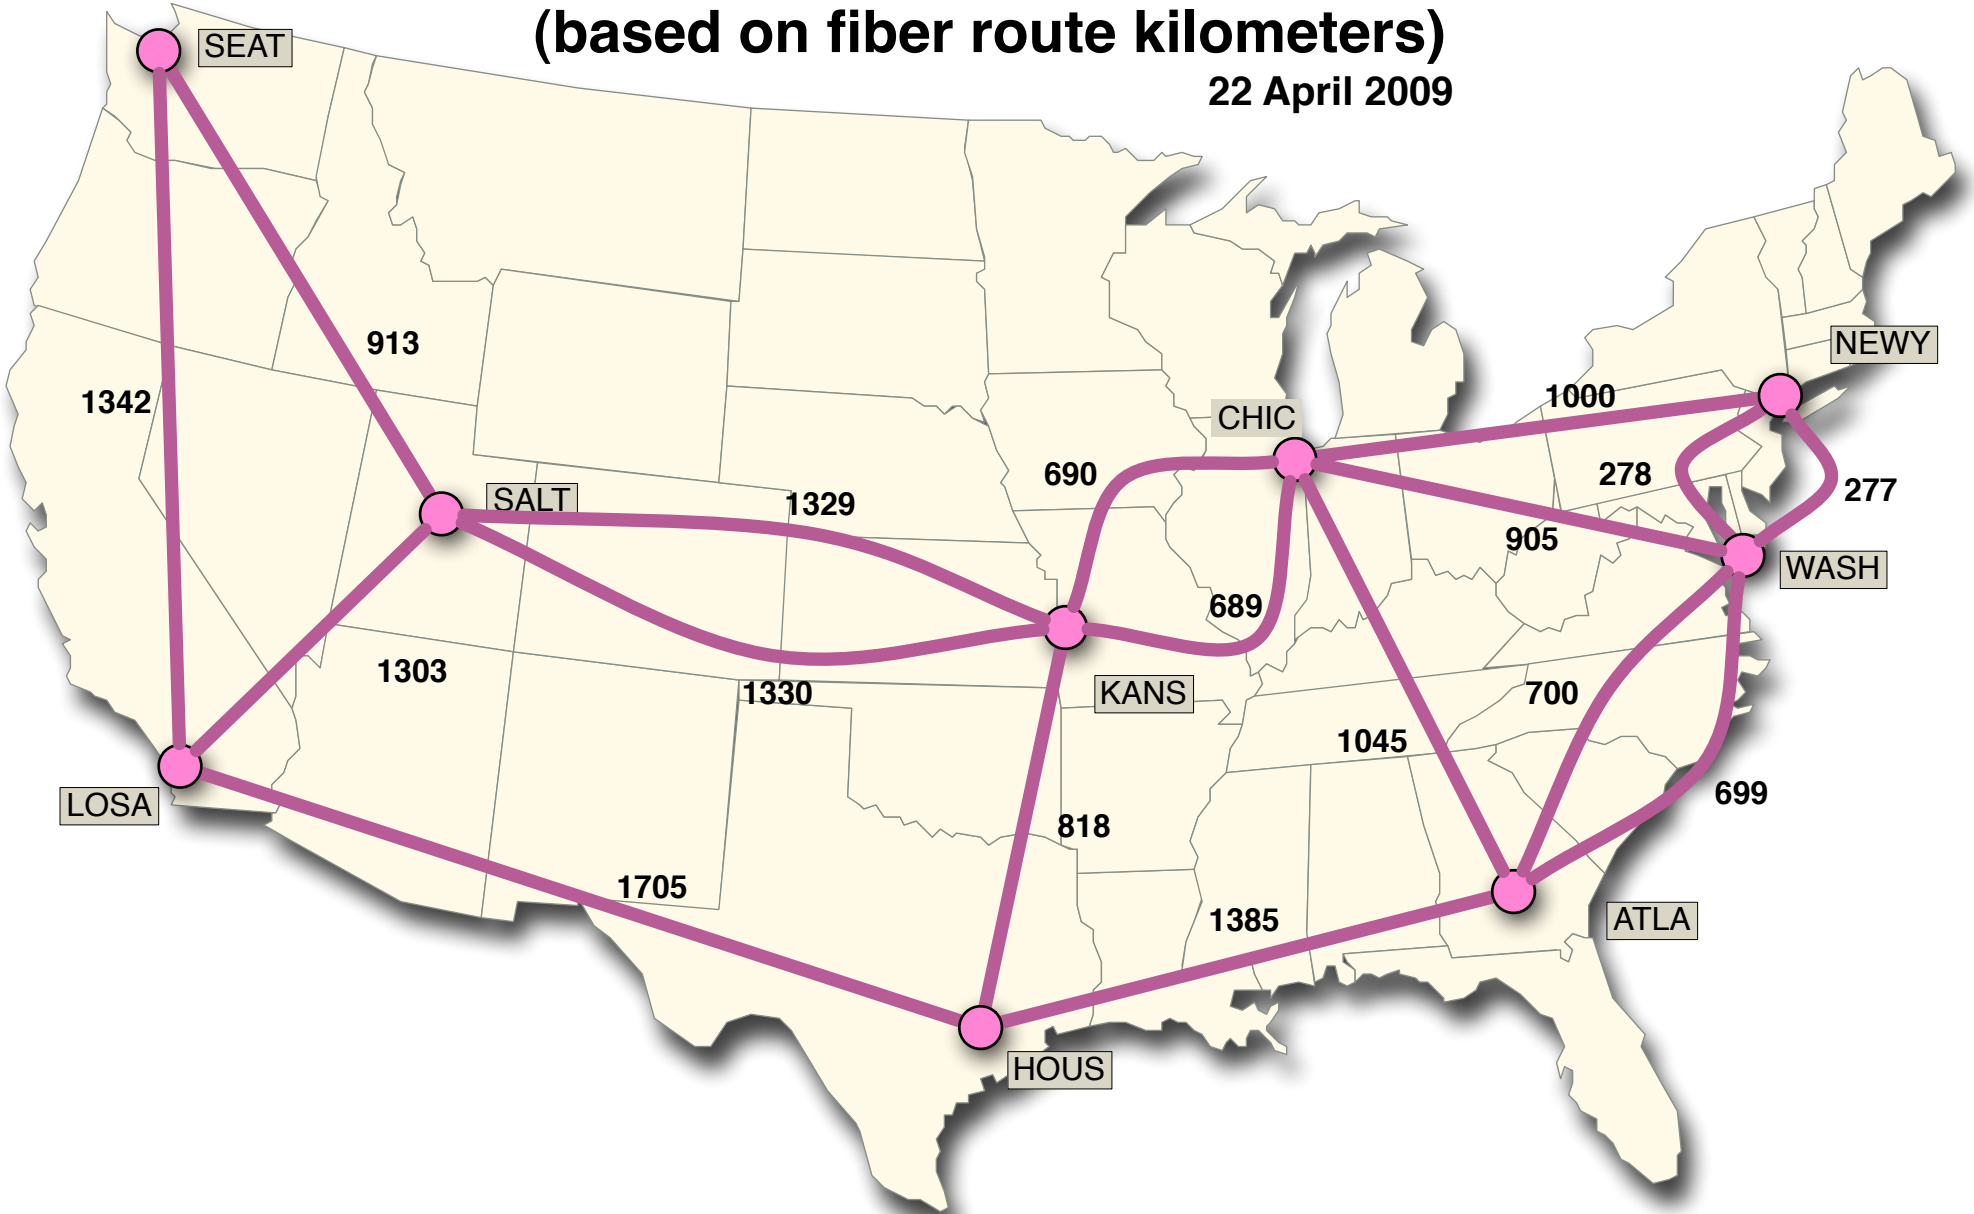 (based on fiber route kilometers)
SEAT
22 April 2009
913
NEWY
1342
1000
CHIC
690
278
277
SALT
1329
905
WASH
689
1303
1330
KANS
700
1045
699
LOSA
818
1705
1385
ATLA
HOUS